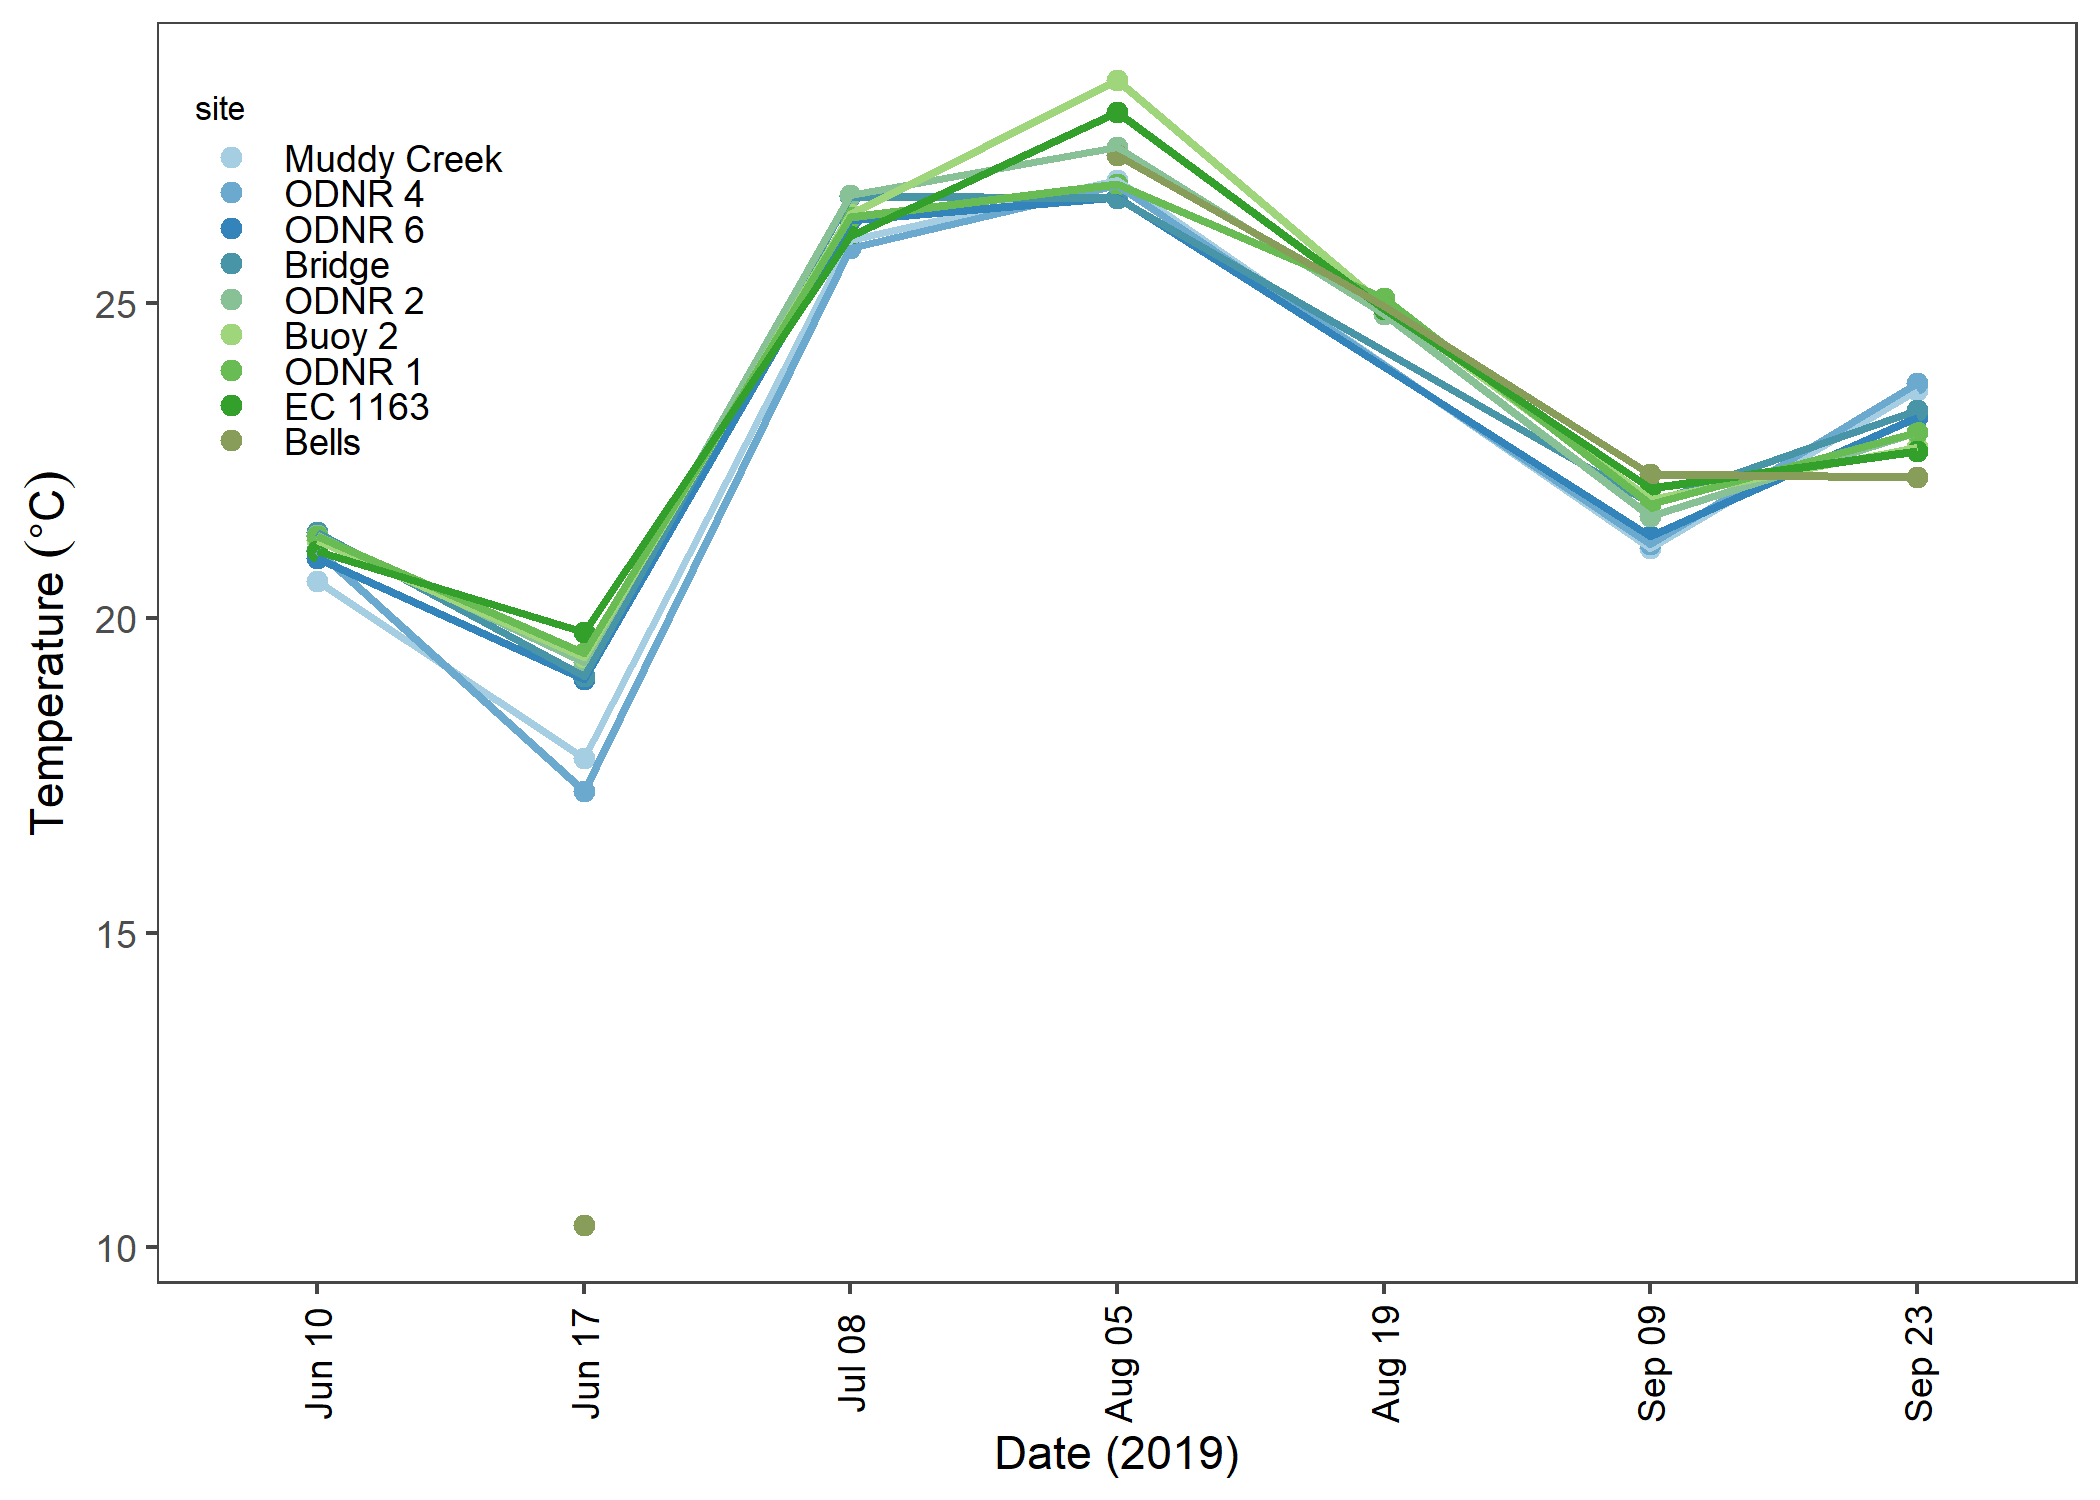 site
Muddy Creek
ODNR 4
ODNR 6
Bridge
ODNR 2
Buoy 2
ODNR 1
EC 1163
Bells
Temperature (°C)
25
20
15
10
Jun 10
Jun 17
Jul 08
Aug 05
Aug 19
Sep 09
Sep 23
Date (2019)